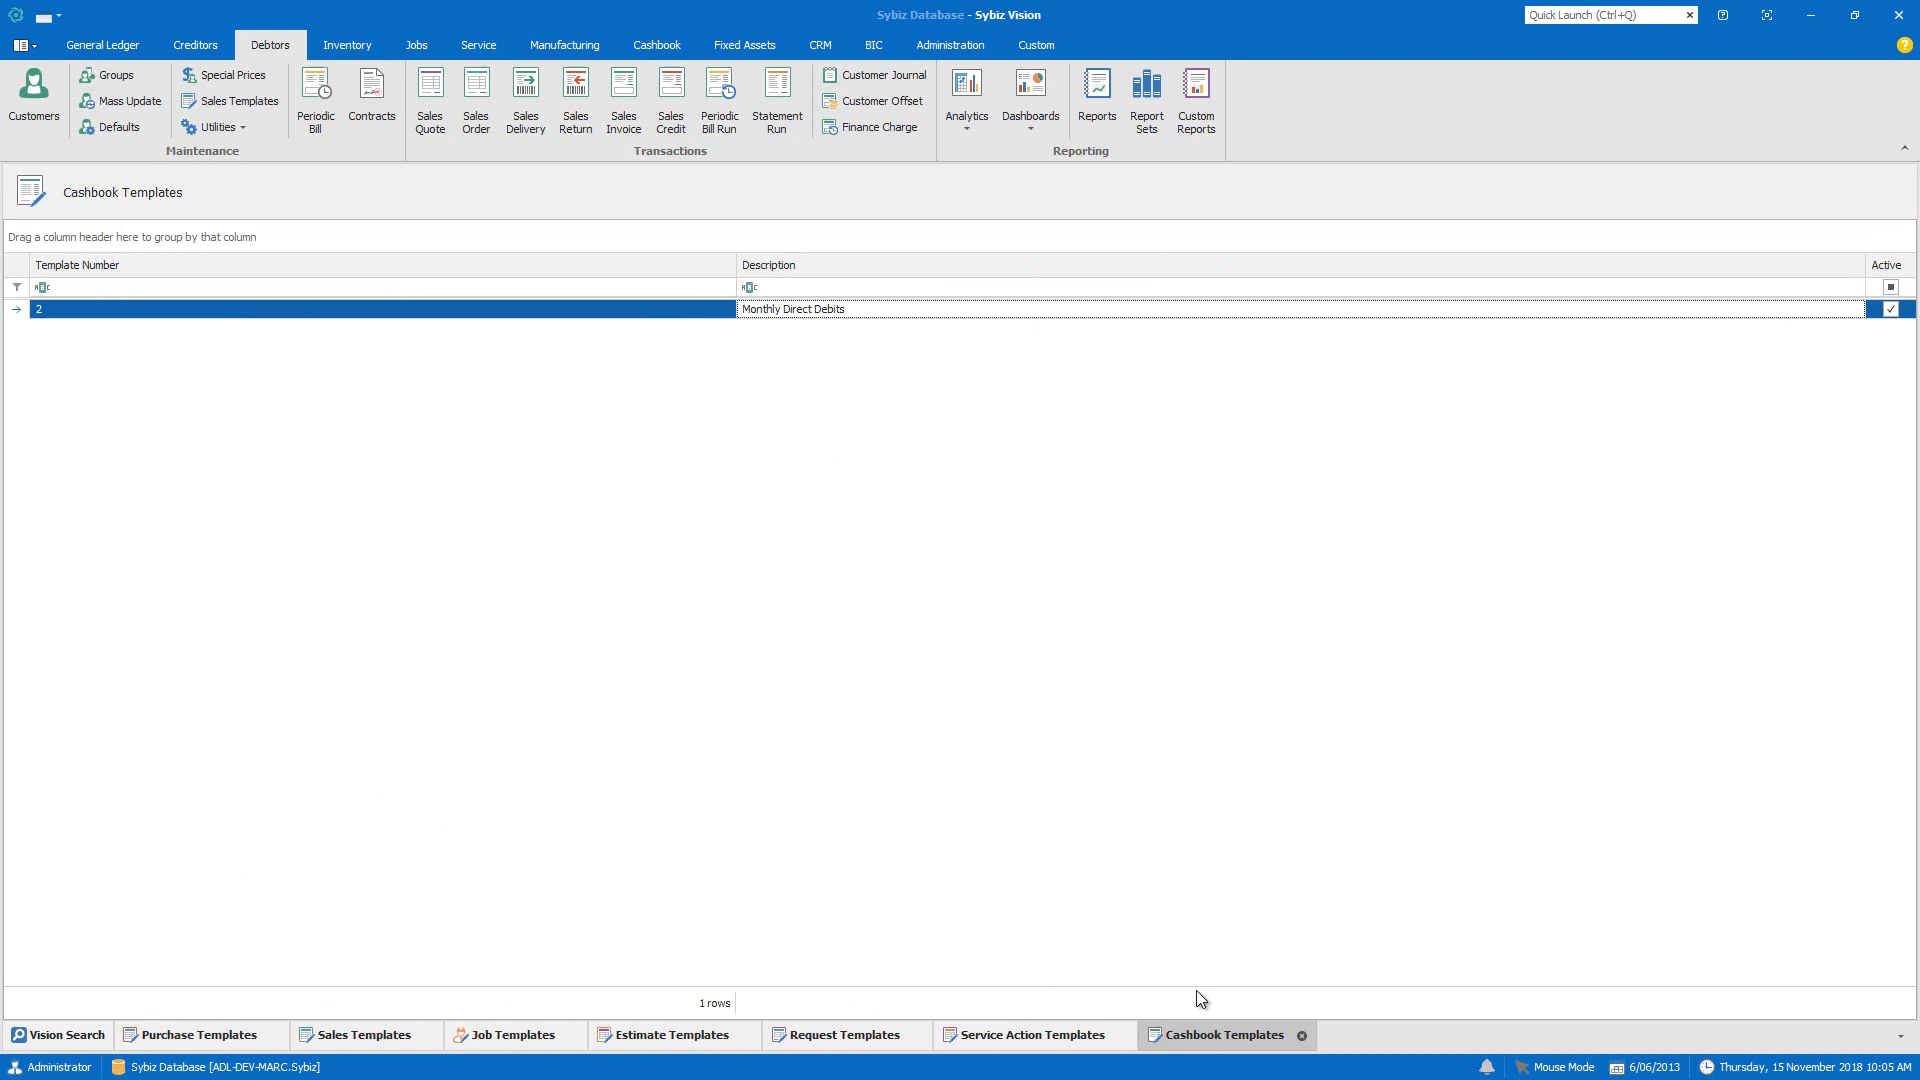 Sybiz Database - Sybiz Vision
Quick Launch (Ctrl+Q)
General Ledger Creditors Debtors Inventory Jobs Service Manufacturing Cashbook Fixed Assets CRM BIC Administration Custom
Customers
Groups
Mass Update
Defaults
Special Prices
Sales Templates
Utilities
Periodic
Bill
Contracts
Maintenance
Sales
Quote
Sales
Order
Sales
Delivery
Sales
Return
Sales
Invoice
Sales
Credit
Periodic
Bill Run
Statement
Run
Customer Journal
Customer Offset
Finance Charge
Transactions
Analytics
Dashboards
Reports
Report
Sets
Custom
Reports
Reporting
Cashbook Templates
Drag a column header here to group by that column
Template Number Description Active
2 Monthly Direct Debits
1 rows
Vision Search Purchase Templates Sales Templates Job Templates Estimate Templates Request Templates Service Action Templates Cashbook Templates
Administrator Sybiz Database [ADL-DEV-MARC.Sybiz] Mouse Mode 6/06/2013 Thursday, 15 November 2018 10:05 AM